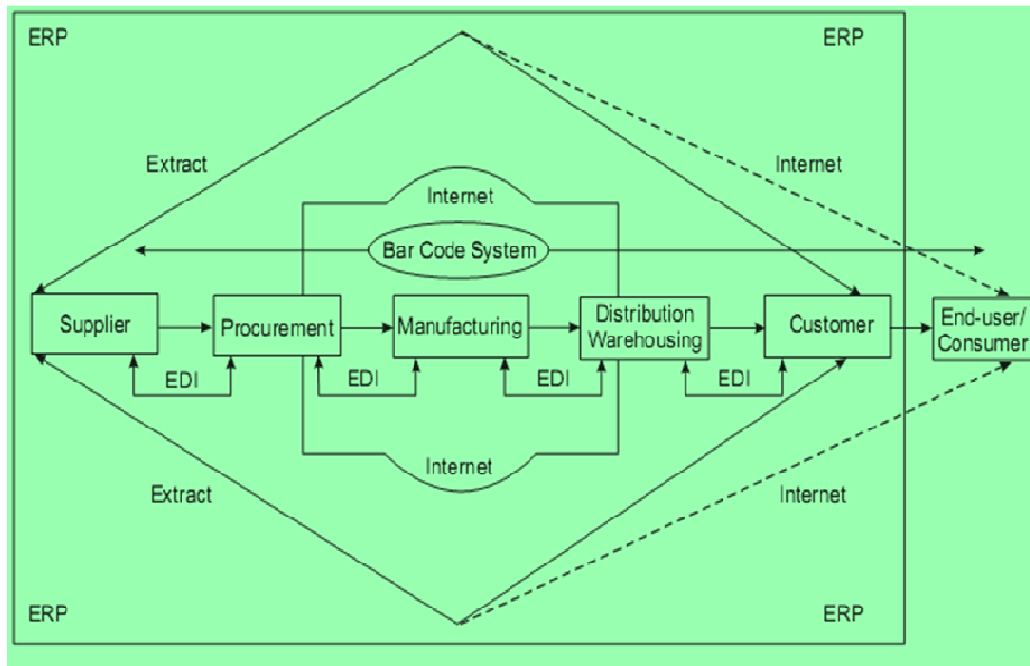 ERP
ERP
Extract
Internet
Internet
Bar Code System
Supplier
Procurement
Manufacturing
Distribution
Warehousing
Customer
End-user/
Consumer
EDI
EDI
EDI
EDI
Internet
Extract
Internet
ERP
ERP